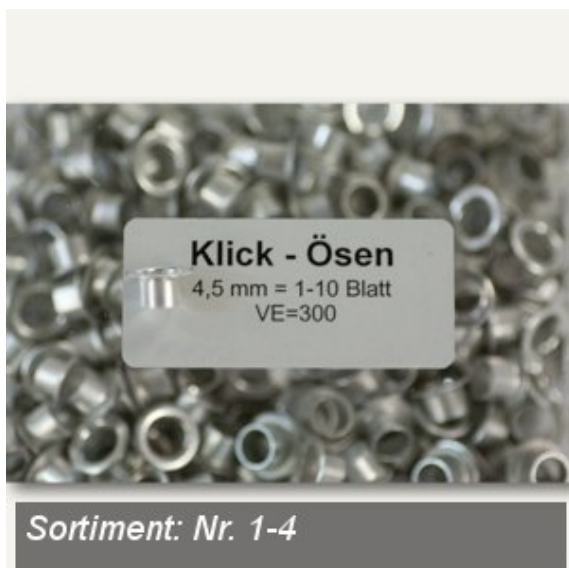 Klick - Ösen
4,5 mm = 1-10 Blatt
VE=300
Sortiment: Nr. 1-4